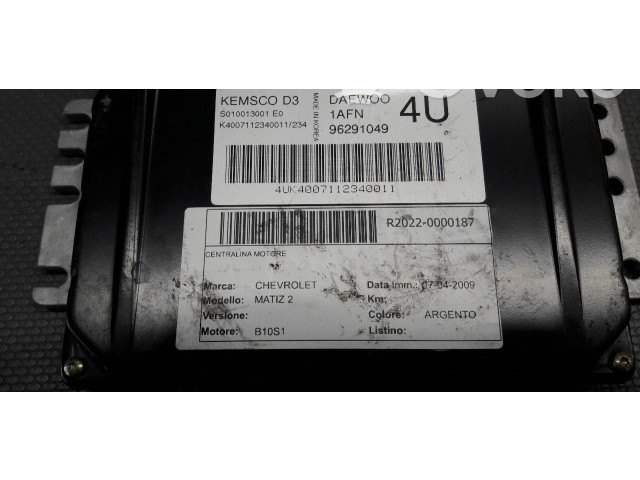 KEMSCO D3
S010013001 E0
K4007112340011/234
MADE IN KOREA
DAEWOO
1AFN
96291049
4U
4UK4007112340011
R2022-0000187
CENTRALINA MOTORE
Marca: CHEVROLET Data Imm.: 07-04-2009
Modello: MATIZ 2 Km:
Versione: Colore: ARGENTO
Motore: B10S1 Listino: